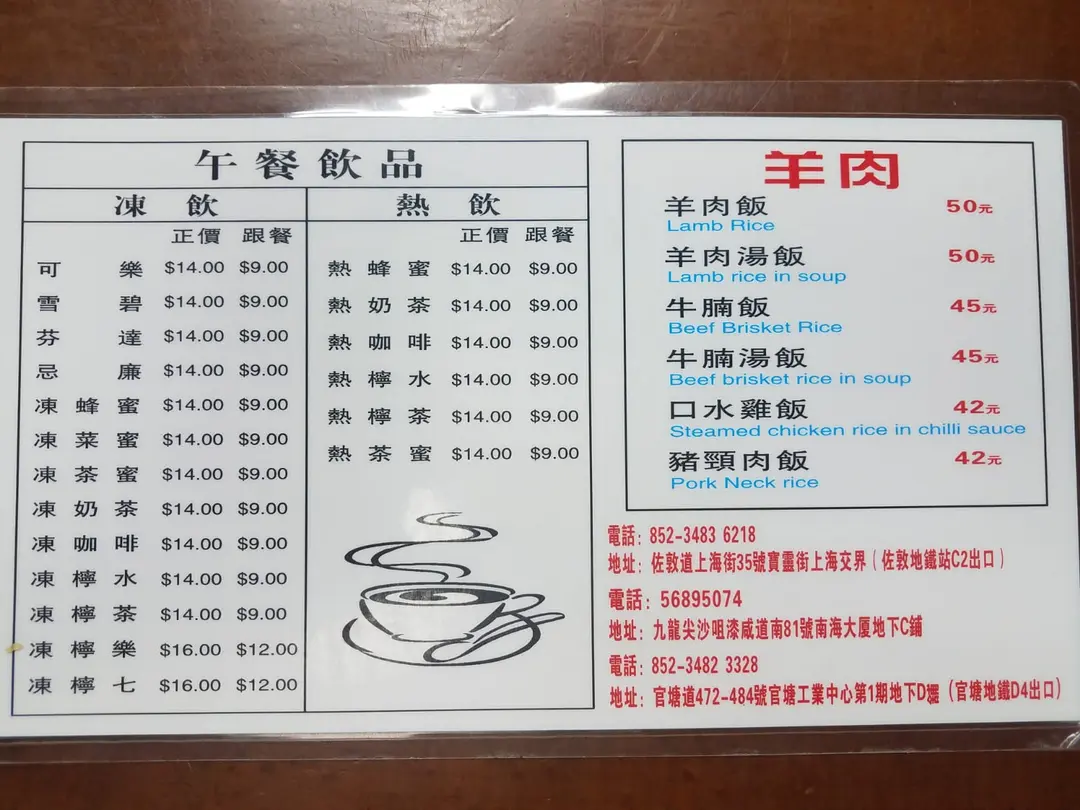 午餐飲品
凍飲
正價 跟餐
可樂 $14.00 $9.00
雪碧 $14.00 $9.00
芬達 $14.00 $9.00
忌廉 $14.00 $9.00
凍蜂蜜 $14.00 $9.00
凍菜蜜 $14.00 $9.00
凍茶蜜 $14.00 $9.00
凍奶茶 $14.00 $9.00
凍咖啡 $14.00 $9.00
凍檸水 $14.00 $9.00
凍檸茶 $14.00 $9.00
凍檸樂 $16.00 $12.00
凍檸七 $16.00 $12.00
熱飲
正價 跟餐
熱蜂蜜 $14.00 $9.00
熱奶茶 $14.00 $9.00
熱咖啡 $14.00 $9.00
熱檸水 $14.00 $9.00
熱檸茶 $14.00 $9.00
熱茶蜜 $14.00 $9.00
羊肉
羊肉飯 50元
Lamb Rice
羊肉湯飯 50元
Lamb rice in soup
牛腩飯 45元
Beef Brisket Rice
牛腩湯飯 45元
Beef brisket rice in soup
口水雞飯 42元
Steamed chicken rice in chilli sauce
豬頸肉飯 42元
Pork Neck rice
電話: 852-3483 6218
地址: 佐敦道上海街35號寶靈街上海交界（佐敦地鐵站C2出口）
電話: 56895074
地址: 九龍尖沙咀漆咸道南81號南海大厦地下C鋪
電話: 852-3482 3328
地址: 官塘道472-484號官塘工業中心第1期地下D （官塘地鐵D4出口）